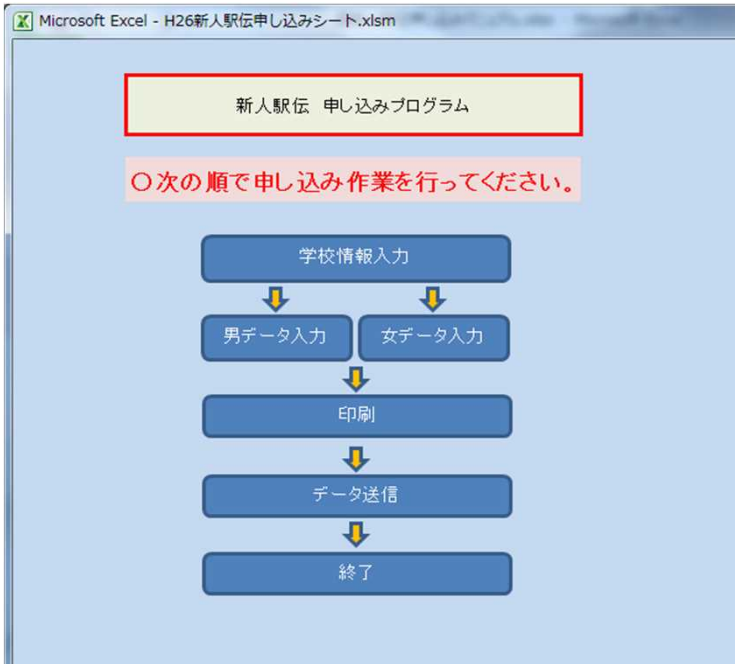 Microsoft Excel - H26新人駅伝申し込みシート.xlsm
新人駅伝 申し込みプログラム
〇次の順で申し込み作業を行ってください。
学校情報入力
男データ入力 女データ入力
印刷
データ送信
終了